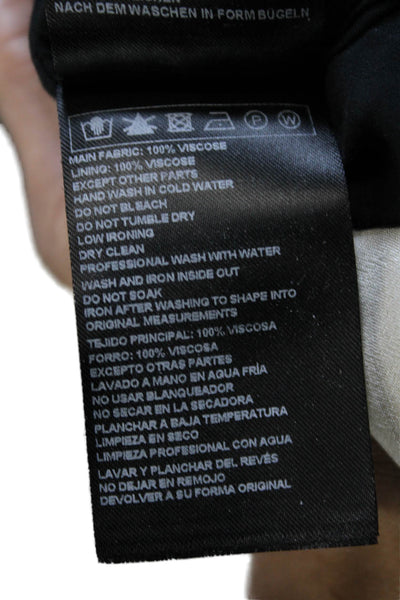 NACH DEM WASCHEN IN FORM BÜGELN
P W
MAIN FABRIC: 100% VISCOSE
LINING: 100% VISCOSE
EXCEPT OTHER PARTS
HAND WASH IN COLD WATER
DO NOT BLEACH
DO NOT TUMBLE DRY
LOW IRONING
DRY CLEAN
PROFESSIONAL WASH WITH WATER
WASH AND IRON INSIDE OUT
DO NOT SOAK
IRON AFTER WASHING TO SHAPE INTO
ORIGINAL MEASUREMENTS
TEJIDO PRINCIPAL: 100% VISCOSA
FORRO: 100% VISCOSA
EXCEPTO OTRAS PARTES
LAVADO A MANO EN AGUA FRÍA
NO USAR BLANQUEADOR
NO SECAR EN LA SECADORA
PLANCHAR A BAJA TEMPERATURA
LIMPIEZA EN SECO
LIMPIEZA PROFESIONAL CON AGUA
LAVAR Y PLANCHAR DEL REVÉS
NO DEJAR EN REMOJO
DEVOLVER A SU FORMA ORIGINAL